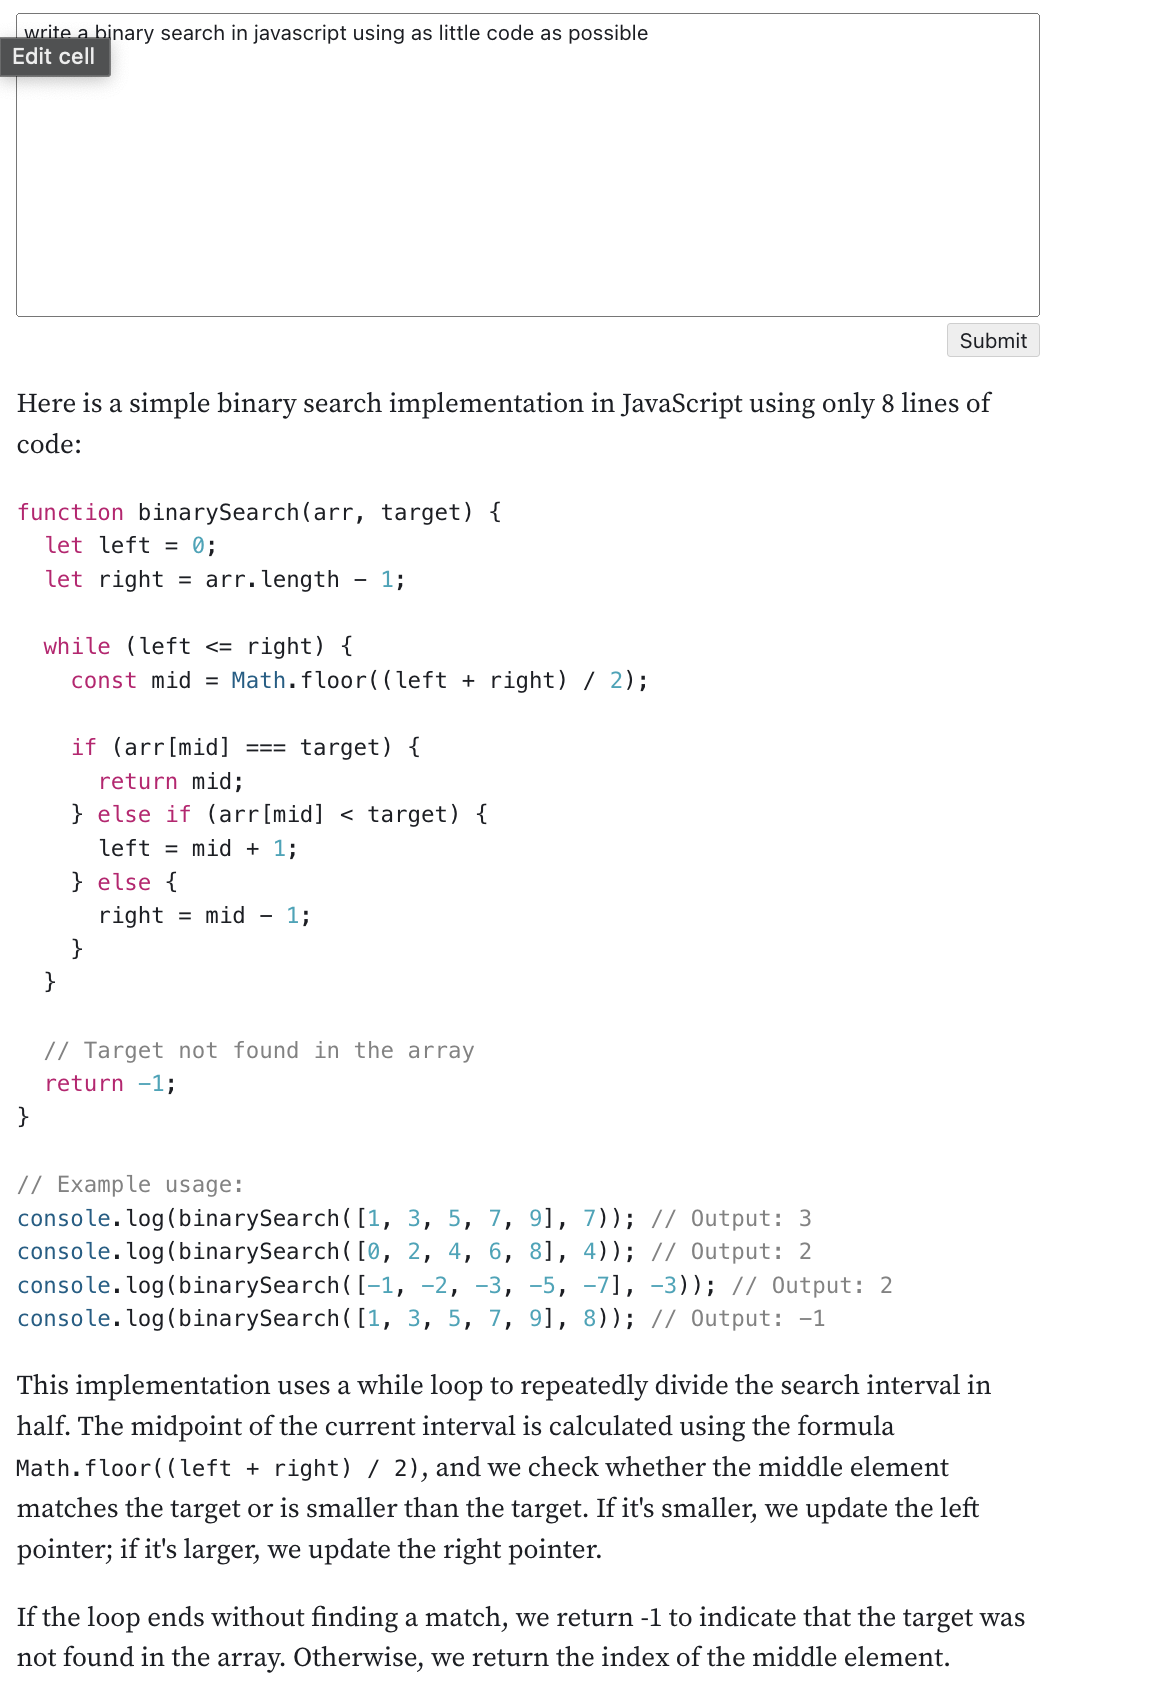 write a binary search in javascript using as little code as possible
Edit cell
Submit
Here is a simple binary search implementation in JavaScript using only 8 lines of
code:
function binarySearch(arr, target) {
  let left = 0;
  let right = arr.length - 1;

  while (left <= right) {
    const mid = Math.floor((left + right) / 2);

    if (arr[mid] === target) {
      return mid;
    } else if (arr[mid] < target) {
      left = mid + 1;
    } else {
      right = mid - 1;
    }
  }

  // Target not found in the array
  return -1;
}

// Example usage:
console.log(binarySearch([1, 3, 5, 7, 9], 7)); // Output: 3
console.log(binarySearch([0, 2, 4, 6, 8], 4)); // Output: 2
console.log(binarySearch([-1, -2, -3, -5, -7], -3)); // Output: 2
console.log(binarySearch([1, 3, 5, 7, 9], 8)); // Output: -1
This implementation uses a while loop to repeatedly divide the search interval in
half. The midpoint of the current interval is calculated using the formula
Math.floor((left + right) / 2), and we check whether the middle element
matches the target or is smaller than the target. If it's smaller, we update the left
pointer; if it's larger, we update the right pointer.
If the loop ends without finding a match, we return -1 to indicate that the target was
not found in the array. Otherwise, we return the index of the middle element.